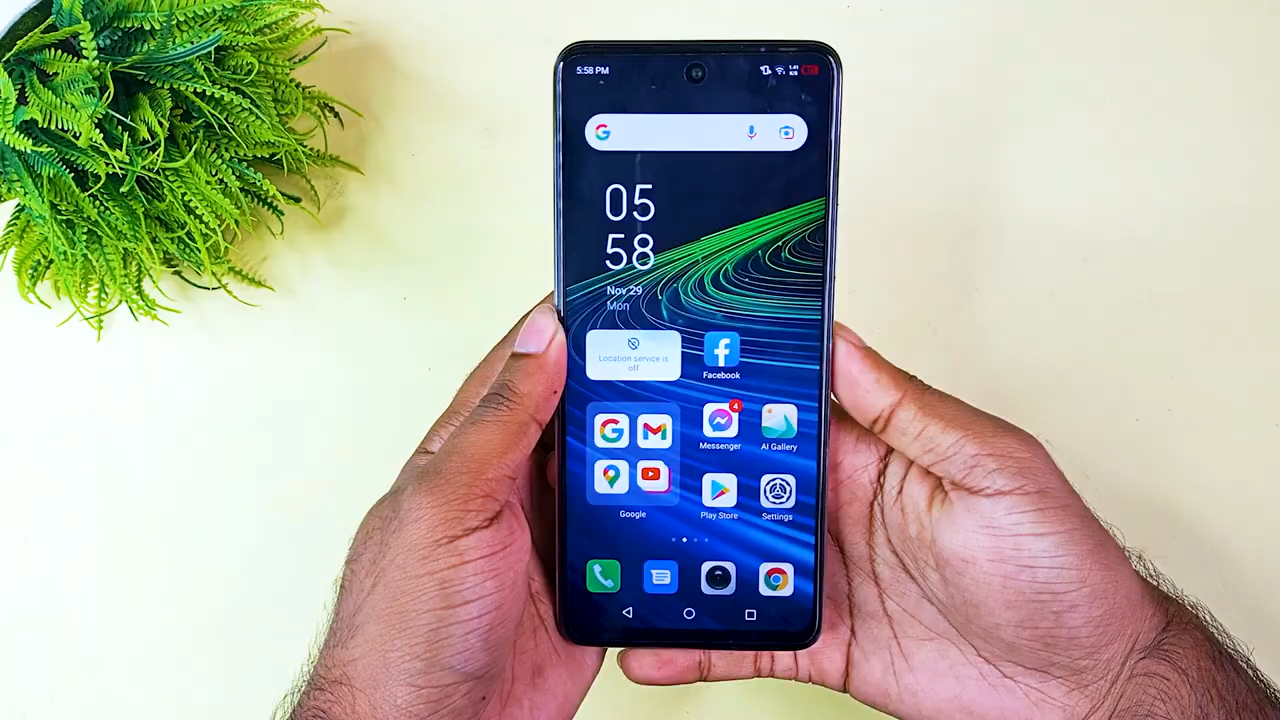 5:58 PM
05
58
Nov 29
Mon
Location service is
off
Facebook
4
Messenger
AI Gallery
Google
Play Store
Settings